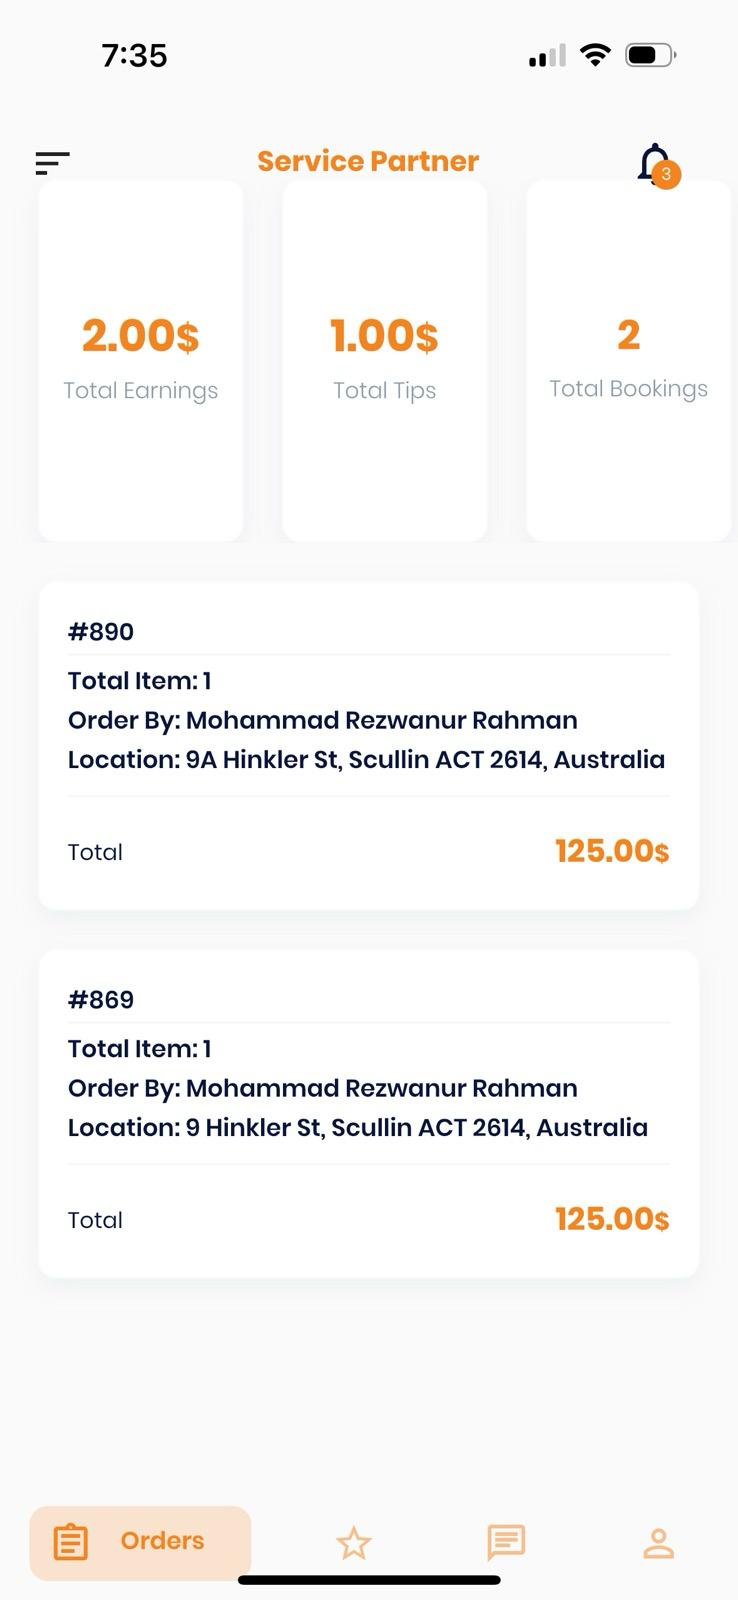 7:35
Service Partner
3
2.00$
Total Earnings
1.00$
Total Tips
2
Total Bookings
#890
Total Item: 1
Order By: Mohammad Rezwanur Rahman
Location: 9A Hinkler St, Scullin ACT 2614, Australia
Total 125.00$
#869
Total Item: 1
Order By: Mohammad Rezwanur Rahman
Location: 9 Hinkler St, Scullin ACT 2614, Australia
Total 125.00$
Orders